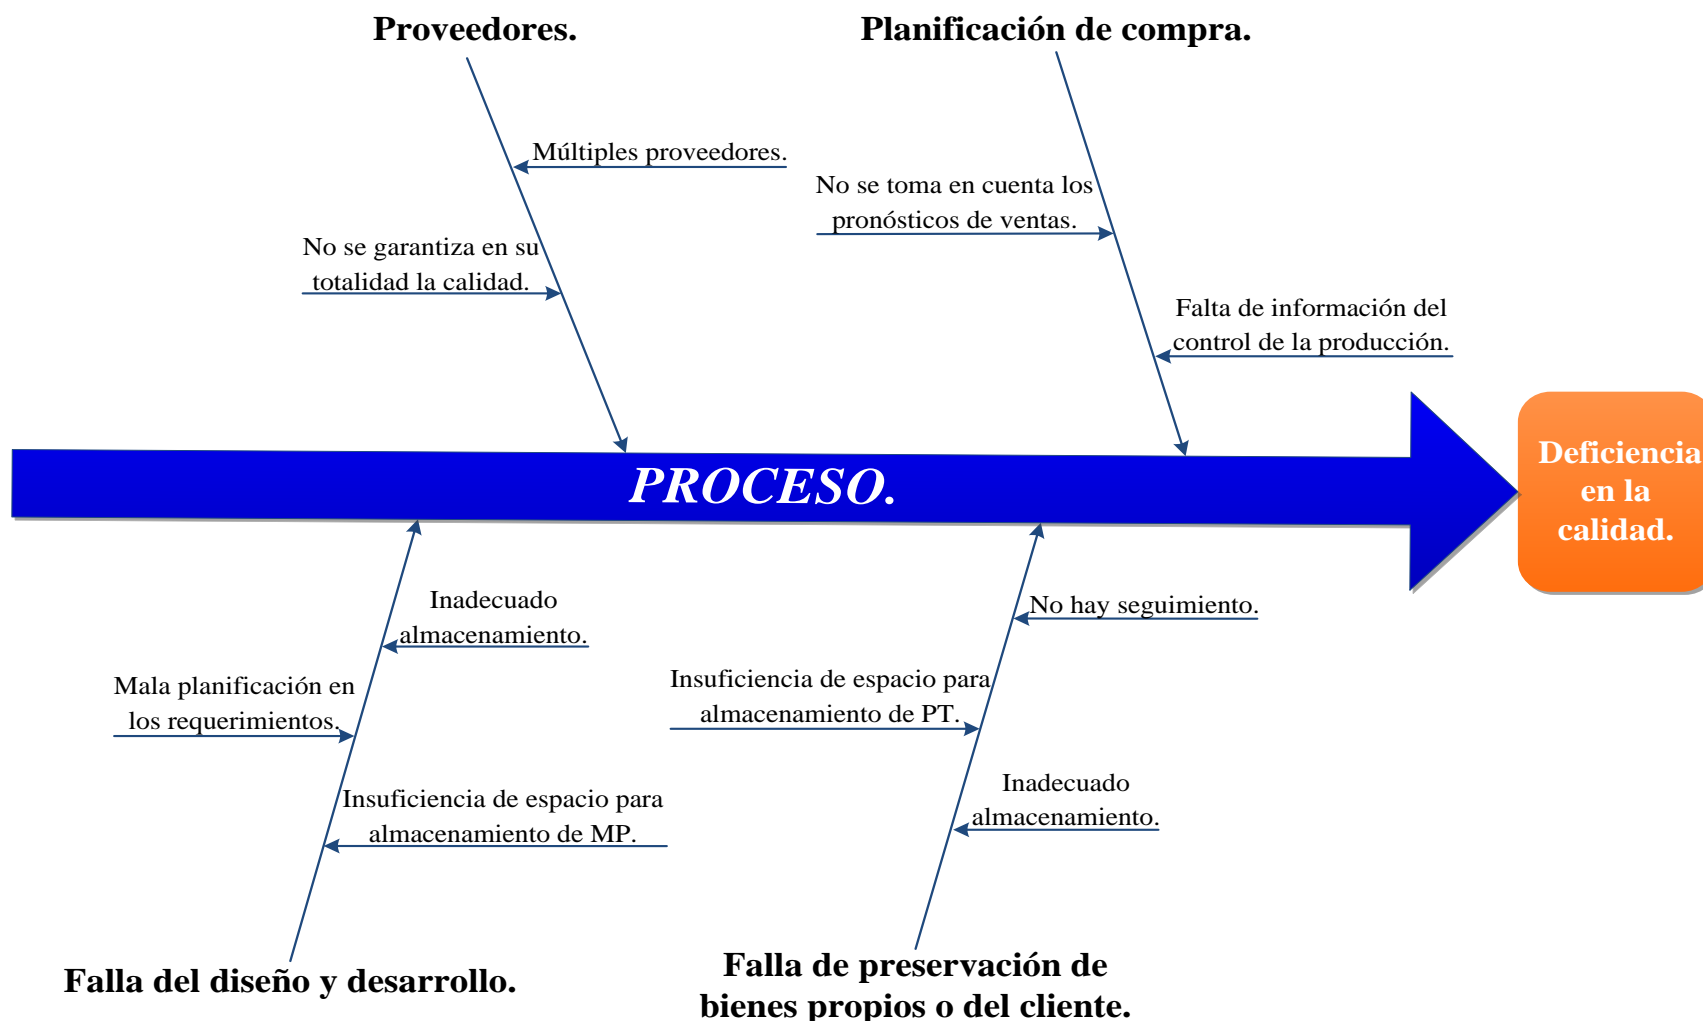 Proveedores.
Planificación de compra.
Múltiples proveedores.
No se toma en cuenta los
pronósticos de ventas.
No se garantiza en su
totalidad la calidad.
Falta de información del
control de la producción.
PROCESO.
Deficiencia
en la
calidad.
Inadecuado
almacenamiento.
No hay seguimiento.
Mala planificación en
los requerimientos.
Insuficiencia de espacio para
almacenamiento de PT.
Insuficiencia de espacio para
almacenamiento de MP.
Inadecuado
almacenamiento.
Falla del diseño y desarrollo.
Falla de preservación de
bienes propios o del cliente.